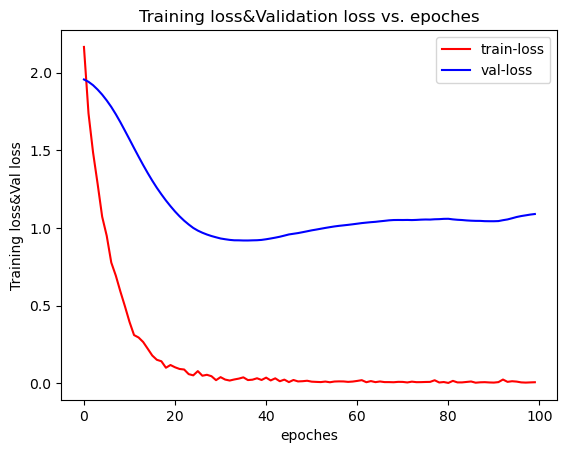 Training loss&Validation loss vs. epoches
train-loss
val-loss
Training loss&Val loss
2.0
1.5
1.0
0.5
0.0
0
20
40
60
80
100
epoches